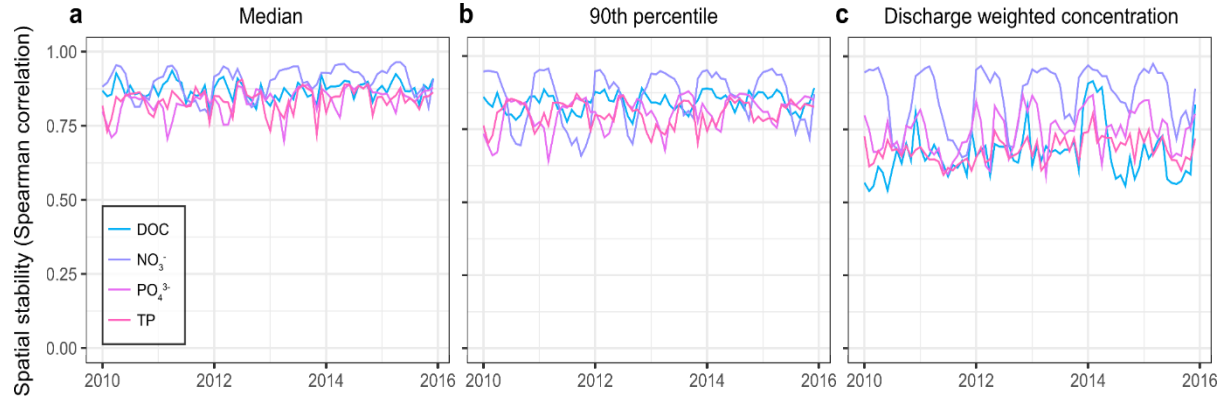 a Median
b 90th percentile
c Discharge weighted concentration
Spatial stability (Spearman correlation)
1.00
0.75
0.50
0.25
0.00
DOC
NO₃⁻
PO₄³⁻
TP
2010 2012 2014 2016
2010 2012 2014 2016
2010 2012 2014 2016